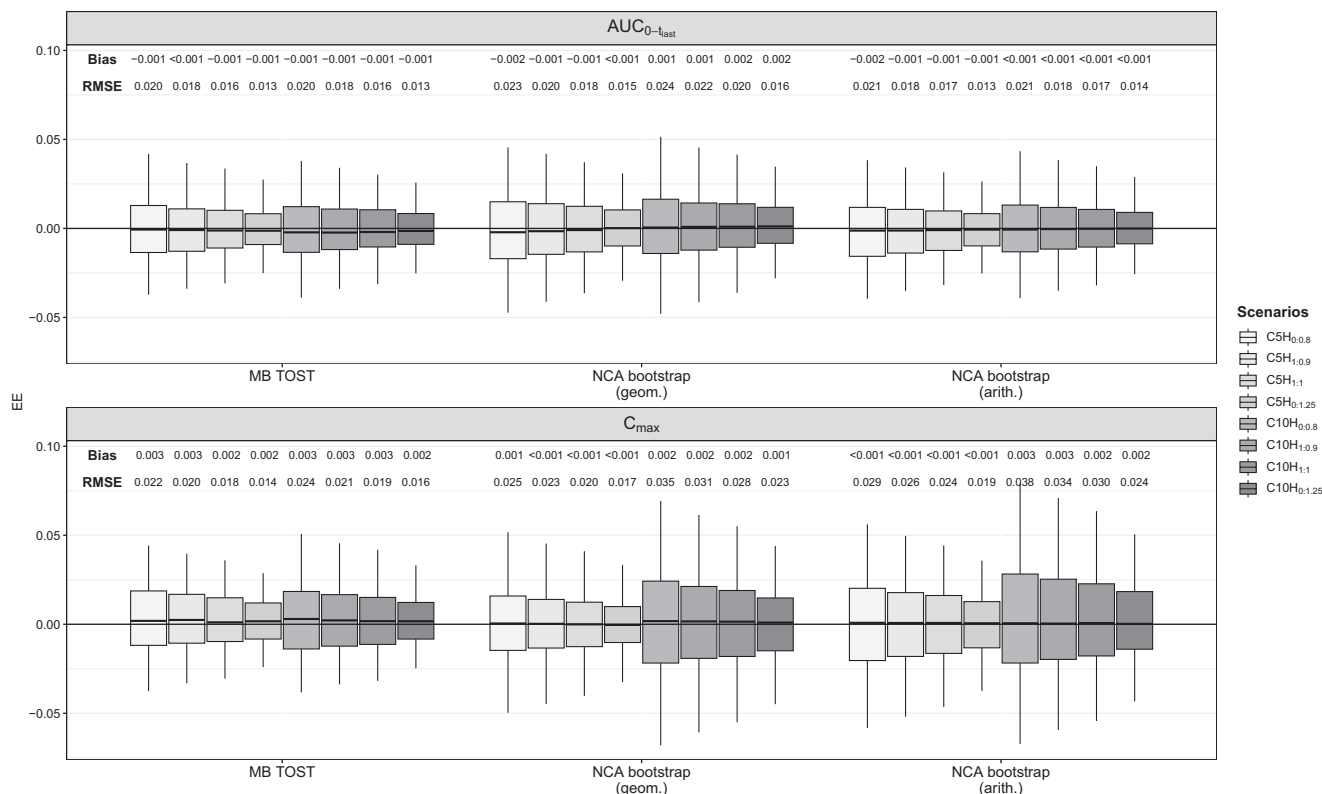 AUC0−tlast
0.10
Bias −0.001 <0.001 −0.001 −0.001 −0.001 −0.001 −0.001 −0.001 −0.002 −0.001 −0.001 <0.001 0.001 0.001 0.002 0.002 −0.002 −0.001 −0.001 −0.001 <0.001 <0.001 <0.001 <0.001
RMSE 0.020 0.018 0.016 0.013 0.020 0.018 0.016 0.013 0.023 0.020 0.018 0.015 0.024 0.022 0.020 0.016 0.021 0.018 0.017 0.013 0.021 0.018 0.017 0.014
0.05
0.00
−0.05
MB TOST NCA bootstrap NCA bootstrap
(geom.) (arith.)
EE
Cmax
0.10
Bias 0.003 0.003 0.002 0.002 0.003 0.003 0.003 0.002 0.001 <0.001 <0.001 <0.001 0.002 0.002 0.002 0.001 <0.001 <0.001 <0.001 <0.001 0.003 0.003 0.002 0.002
RMSE 0.022 0.020 0.018 0.014 0.024 0.021 0.019 0.016 0.025 0.023 0.020 0.017 0.035 0.031 0.028 0.023 0.029 0.026 0.024 0.019 0.038 0.034 0.030 0.024
0.05
0.00
−0.05
MB TOST NCA bootstrap NCA bootstrap
(geom.) (arith.)
Scenarios
C5H0:0.8
C5H1:0.9
C5H1:1
C5H0:1.25
C10H0:0.8
C10H1:0.9
C10H1:1
C10H0:1.25